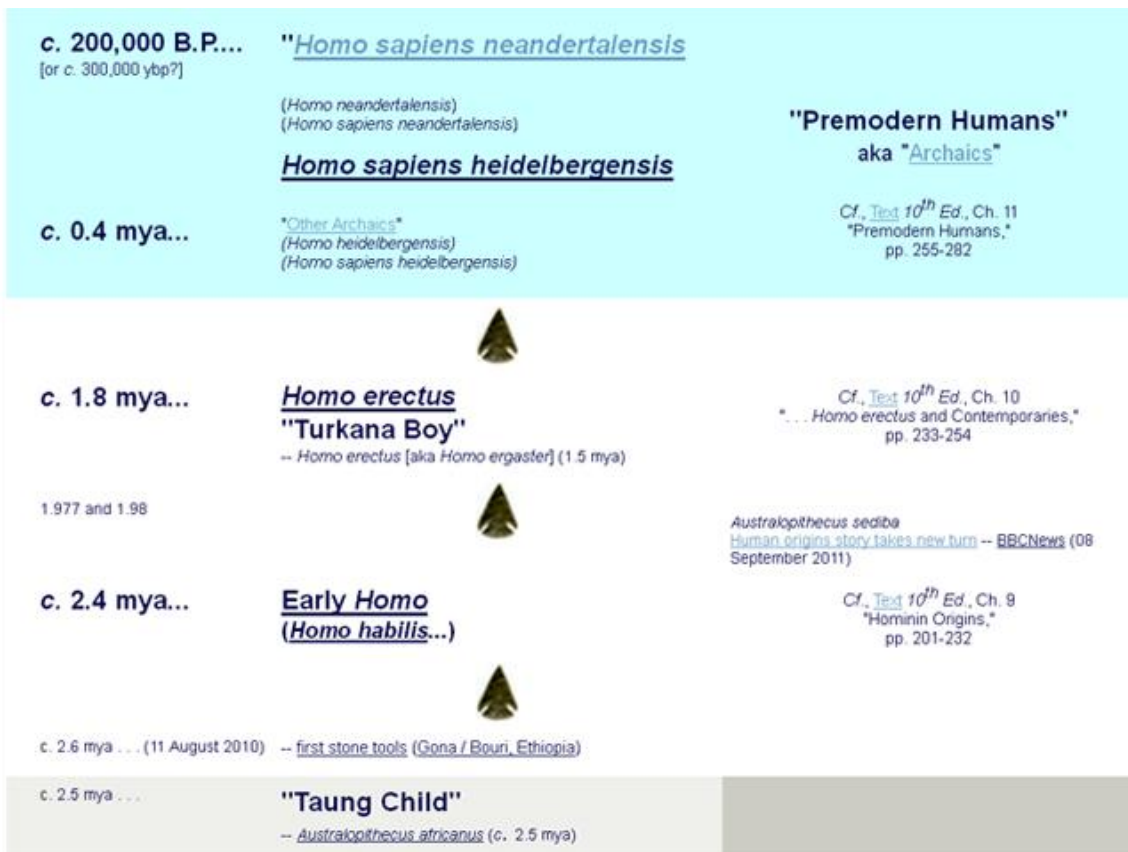 c. 200,000 B.P.... "Homo sapiens neandertalensis
[or c. 300,000 ybp?]
(Homo neandertalensis)
(Homo sapiens neandertalensis)
"Premodern Humans"
aka "Archaics"
Homo sapiens heidelbergensis
c. 0.4 mya...
"Other Archaics"
(Homo heidelbergensis)
(Homo sapiens heidelbergensis)
Cf., Text 10th Ed., Ch. 11
"Premodern Humans,"
pp. 255-282
c. 1.8 mya...
Homo erectus
"Turkana Boy"
-- Homo erectus [aka Homo ergaster] (1.5 mya)
Cf., Text 10th Ed., Ch. 10
". . . Homo erectus and Contemporaries,"
pp. 233-254
1.977 and 1.98
Australopithecus sediba
Human origins story takes new turn -- BBCNews (08
September 2011)
c. 2.4 mya...
Early Homo
(Homo habilis...)
Cf., Text 10th Ed., Ch. 9
"Hominin Origins,"
pp. 201-232
c. 2.6 mya . . . (11 August 2010) -- first stone tools (Gona / Bouri, Ethiopia)
c. 2.5 mya . . .
"Taung Child"
-- Australopithecus africanus (c. 2.5 mya)